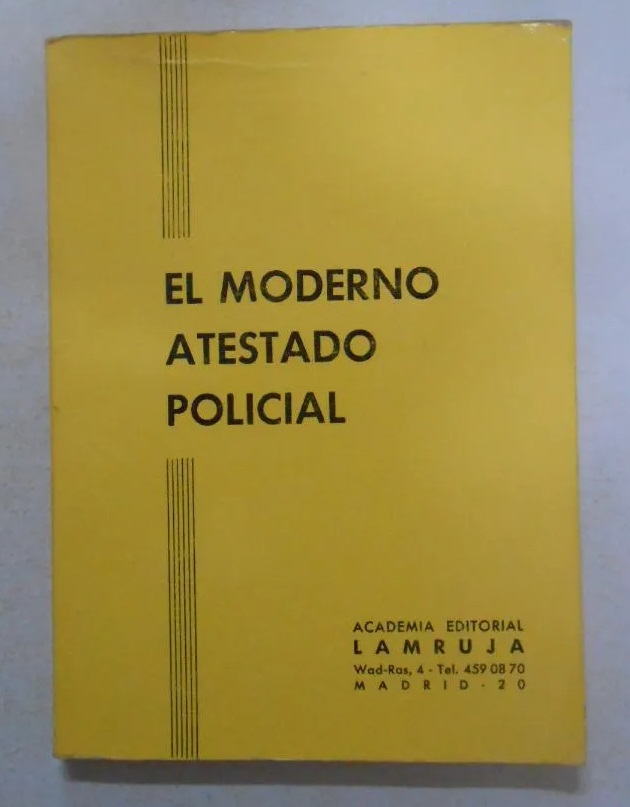 EL MODERNO
ATESTADO
POLICIAL
ACADEMIA EDITORIAL
LAMRUJA
Wad-Ras, 4 - Tel. 459 08 70
MADRID - 20